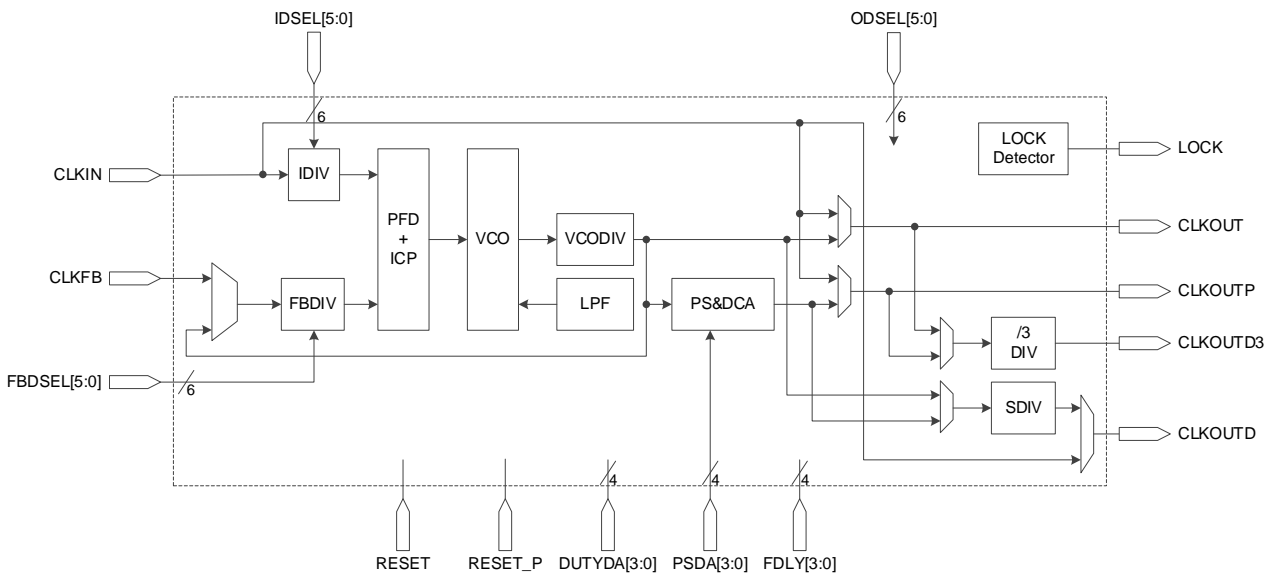 IDSEL[5:0]
ODSEL[5:0]
6
6
LOCK
Detector
LOCK
CLKIN
IDIV
PFD
+
ICP
VCO
VCODIV
CLKOUT
CLKFB
FBDIV
LPF
PS&DCA
CLKOUTP
/3
DIV
CLKOUTD3
FBDSEL[5:0]
6
SDIV
CLKOUTD
4
4
4
RESET
RESET_P
DUTYDA[3:0]
PSDA[3:0]
FDLY[3:0]